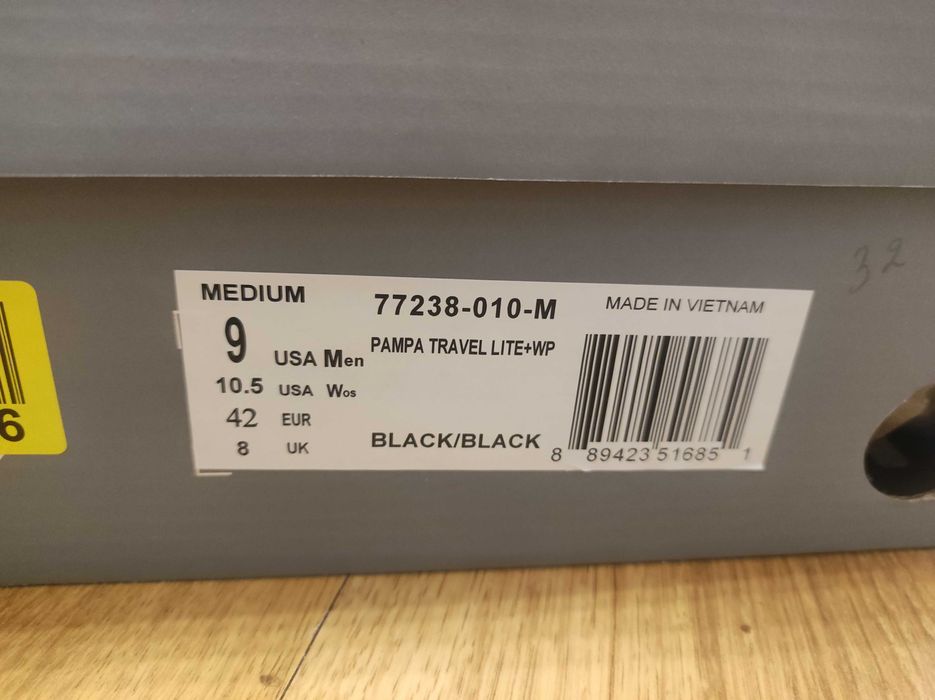 MEDIUM
9 USA Men
10.5 USA Wos
42 EUR
8 UK
77238-010-M
PAMPA TRAVEL LITE+WP
BLACK/BLACK
MADE IN VIETNAM
8 89423 51685 1
32
6